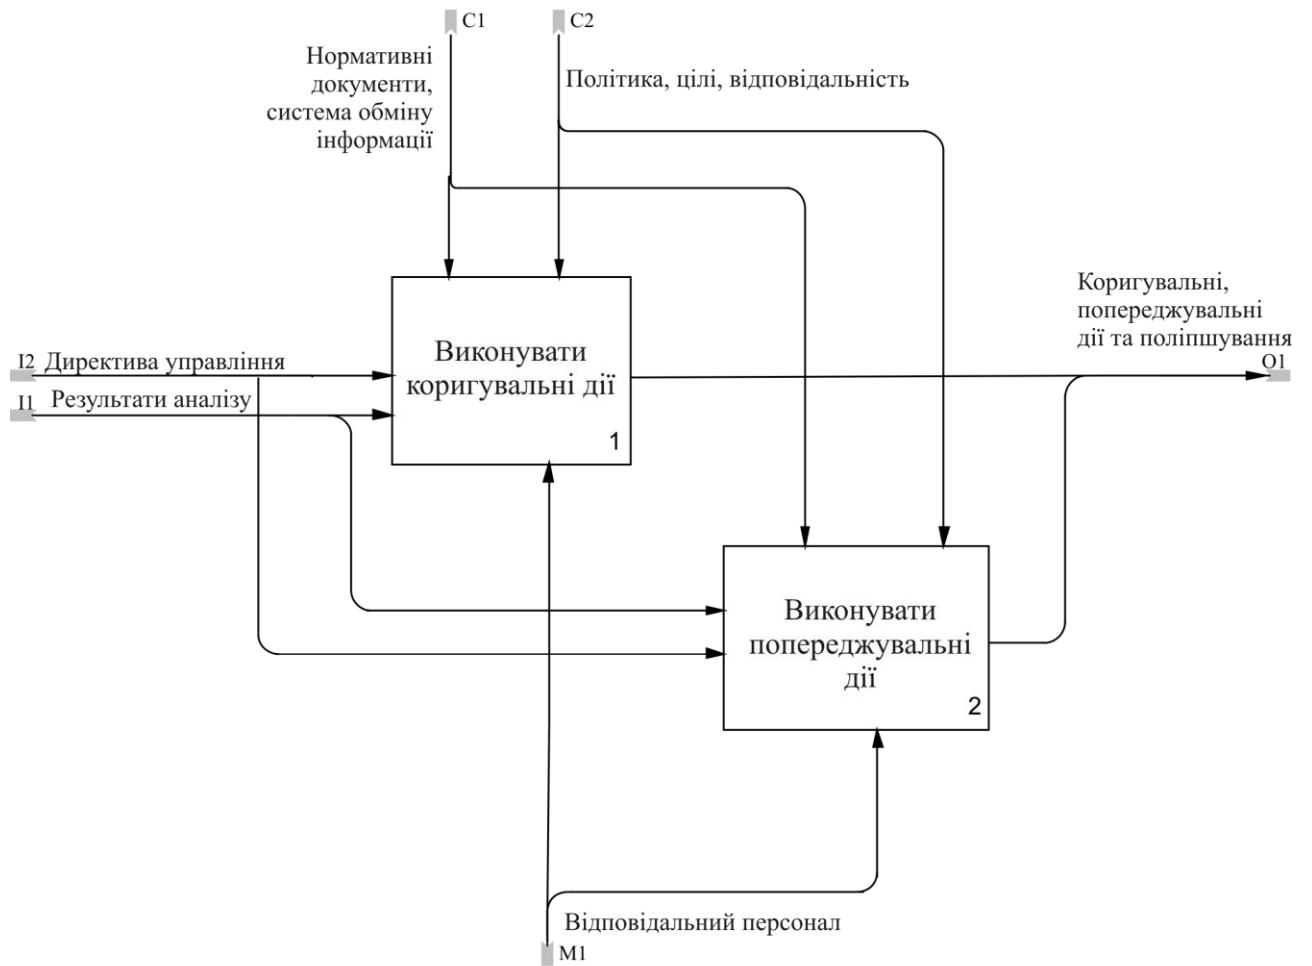 C1
C2
Нормативні
документи,
система обміну
інформації
Політика, цілі, відповідальність
Коригувальні,
попереджувальні
дії та поліпшування
O1
I2 Директива управління
I1 Результати аналізу
Виконувати
коригувальні дії
1
Виконувати
попереджувальні
дії
2
Відповідальний персонал
M1